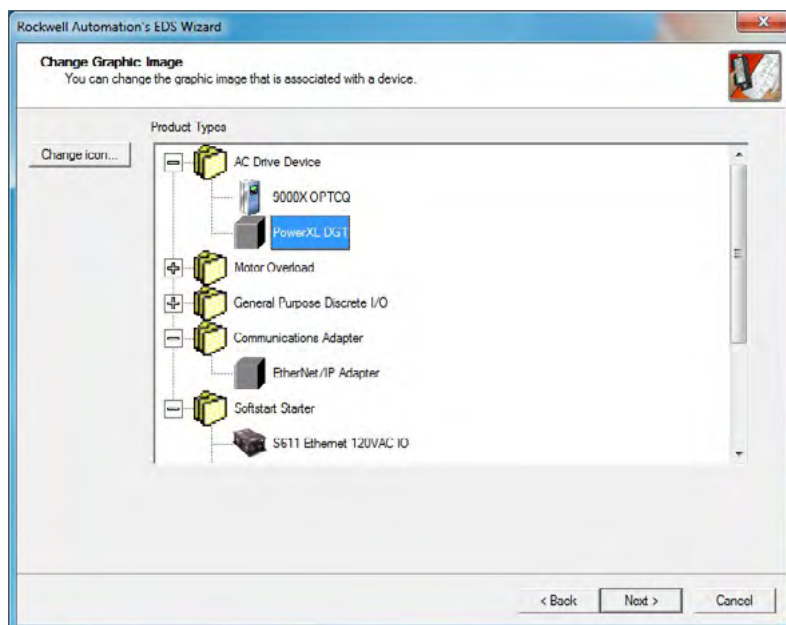 Rockwell Automation's EDS Wizard
Change Graphic Image
You can change the graphic image that is associated with a device.
Product Types
Change icon...
AC Drive Device
9000X OPTCQ
PowerXL DG1
Motor Overload
General Purpose Discrete I/O
Communications Adapter
EtherNet/IP Adapter
Softstart Starter
S611 Ethernet 120VAC IO
< Back Next > Cancel